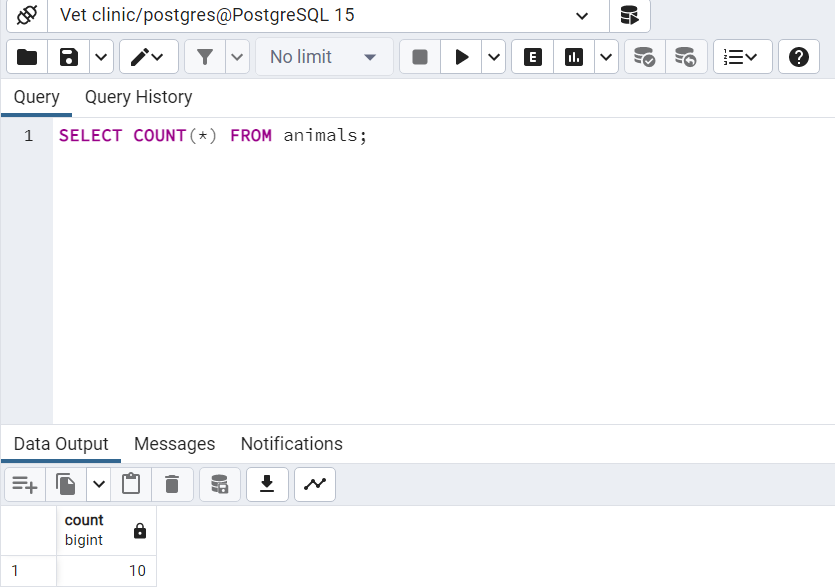 Vet clinic/postgres@PostgreSQL 15
No limit
E
Query Query History
1 SELECT COUNT(*) FROM animals;
Data Output Messages Notifications
count
bigint
1 10